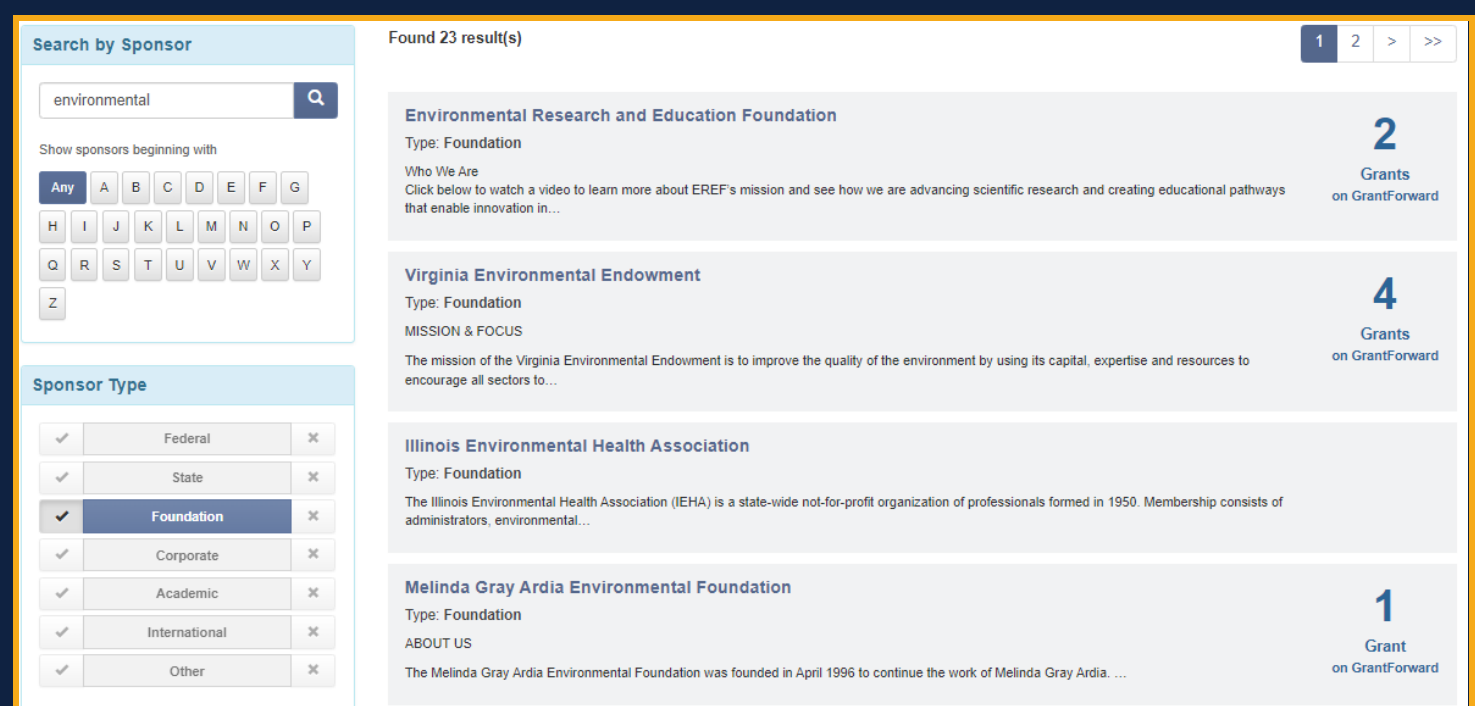 Search by Sponsor
environmental
Show sponsors beginning with
Any A B C D E F G
H I J K L M N O P
Q R S T U V W X Y
Z
Sponsor Type
Federal
State
Foundation
Corporate
Academic
International
Other
Found 23 result(s)
1 2 > >>
Environmental Research and Education Foundation
Type: Foundation
Who We Are
Click below to watch a video to learn more about EREF's mission and see how we are advancing scientific research and creating educational pathways
that enable innovation in…
2
Grants
on GrantForward
Virginia Environmental Endowment
Type: Foundation
MISSION & FOCUS
The mission of the Virginia Environmental Endowment is to improve the quality of the environment by using its capital, expertise and resources to
encourage all sectors to…
4
Grants
on GrantForward
Illinois Environmental Health Association
Type: Foundation
The Illinois Environmental Health Association (IEHA) is a state-wide not-for-profit organization of professionals formed in 1950. Membership consists of
administrators, environmental…
Melinda Gray Ardia Environmental Foundation
Type: Foundation
ABOUT US
The Melinda Gray Ardia Environmental Foundation was founded in April 1996 to continue the work of Melinda Gray Ardia. …
1
Grant
on GrantForward